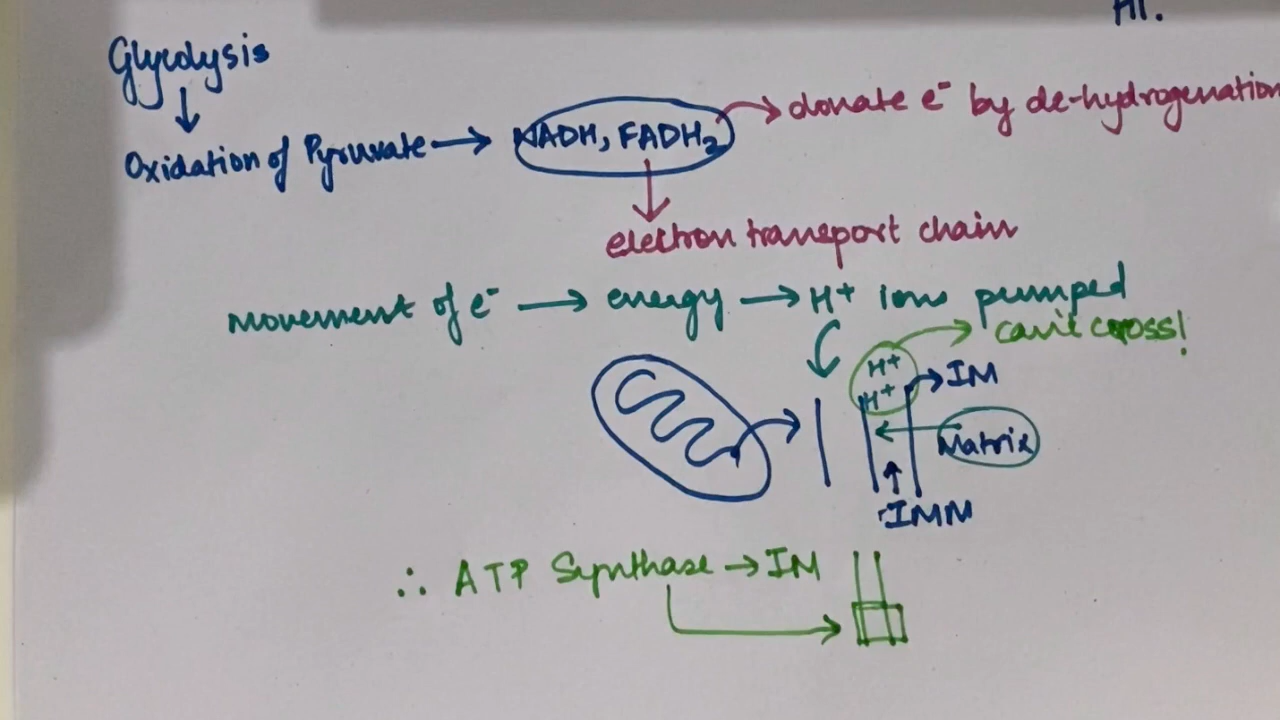 HI.
Glycolysis
↓
Oxidation of Pyruvate → NADH, FADH₂ → donate e⁻ by de-hydrogenation
↓
electron transport chain
movement of e⁻ → energy → H⁺ ions pumped
can't cross!
H⁺
H⁺
→ IM
Matrix
IMM
∴ ATP Synthase → IM